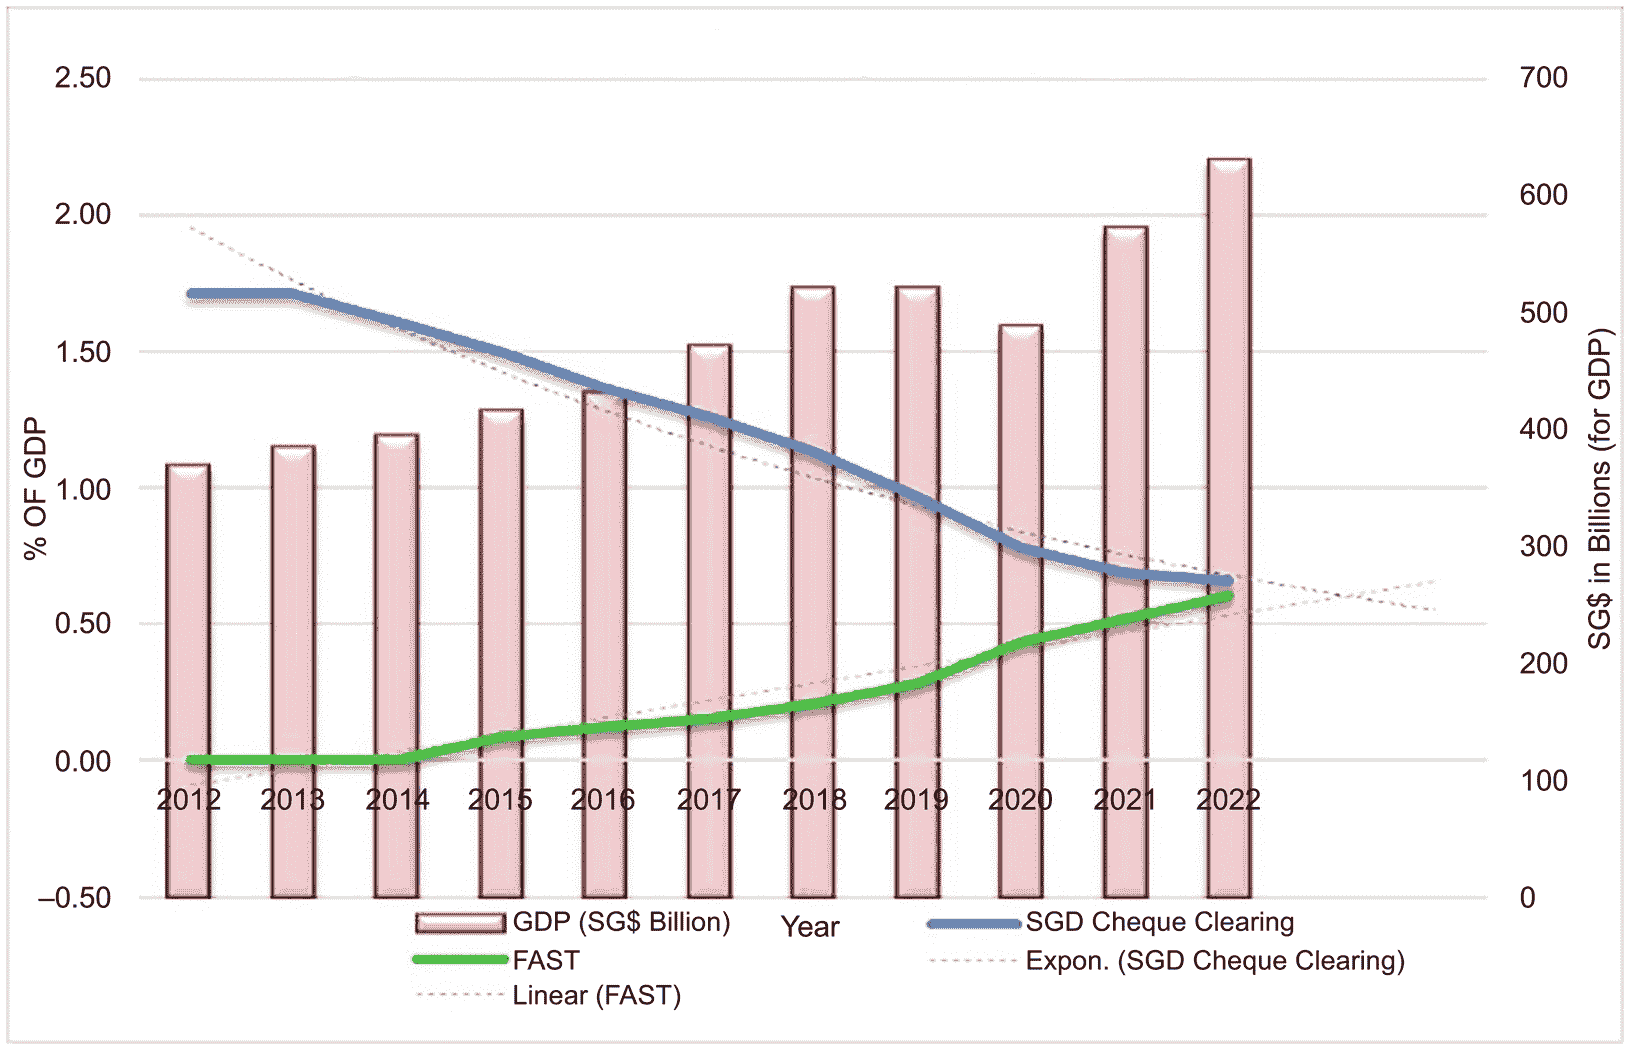 2.50 700
2.00 600
1.50 500
1.00 400
0.50 300
0.00 200
–0.50 100
0
% OF GDP
SG$ in Billions (for GDP)
2012 2013 2014 2015 2016 2017 2018 2019 2020 2021 2022
Year
GDP (SG$ Billion) SGD Cheque Clearing
FAST Expon. (SGD Cheque Clearing)
Linear (FAST)